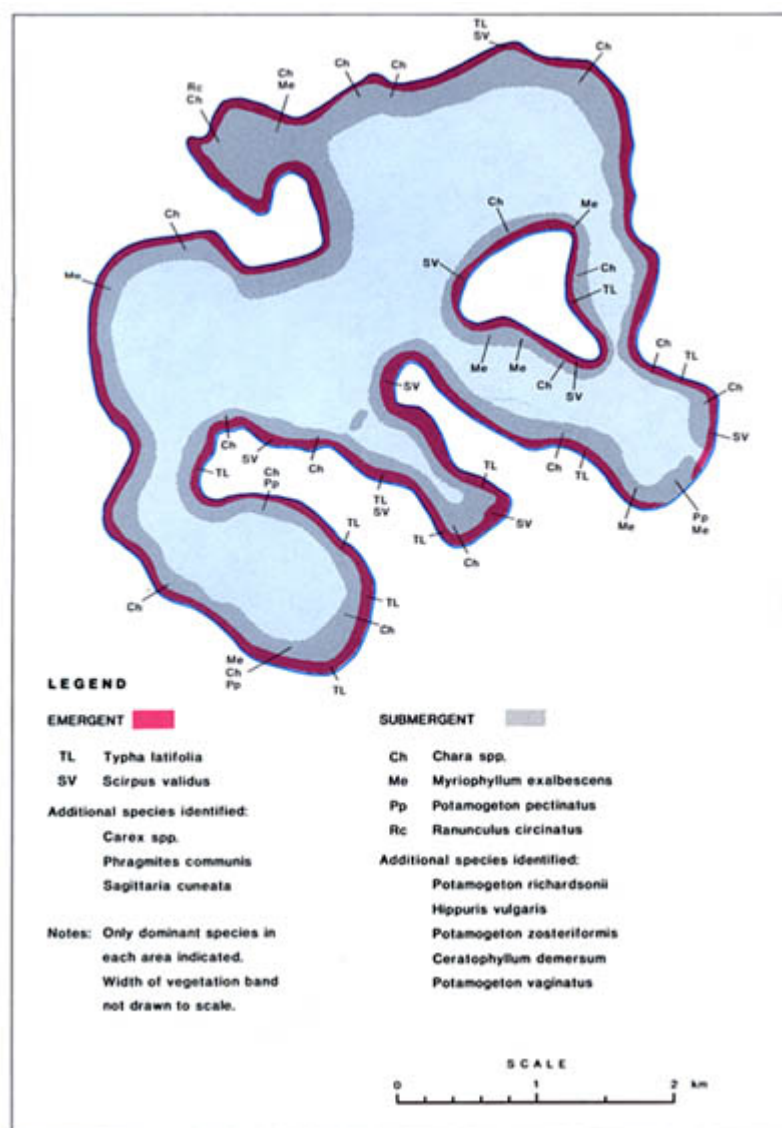 TL
SV
Ch
Ch
Ch
Ch
Me
Rc
Ch
Ch
Me
Ch
Me
SV
Ch
TL
Me
Me
Ch
SV
Ch
TL
Ch
SV
SV
Ch
TL
Me
Pp
Me
Ch
SV
Ch
TL
Ch
Pp
TL
SV
TL
SV
TL
Ch
TL
TL
Ch
Ch
Me
Ch
Pp
TL
LEGEND
EMERGENT
TL Typha latifolia
SV Scirpus validus
Additional species identified:
Carex spp.
Phragmites communis
Sagittaria cuneata
Notes: Only dominant species in
each area indicated.
Width of vegetation band
not drawn to scale.
SUBMERGENT
Ch Chara spp.
Me Myriophyllum exalbescens
Pp Potamogeton pectinatus
Rc Ranunculus circinatus
Additional species identified:
Potamogeton richardsonii
Hippuris vulgaris
Potamogeton zosteriformis
Ceratophyllum demersum
Potamogeton vaginatus
SCALE
0 1 2 km